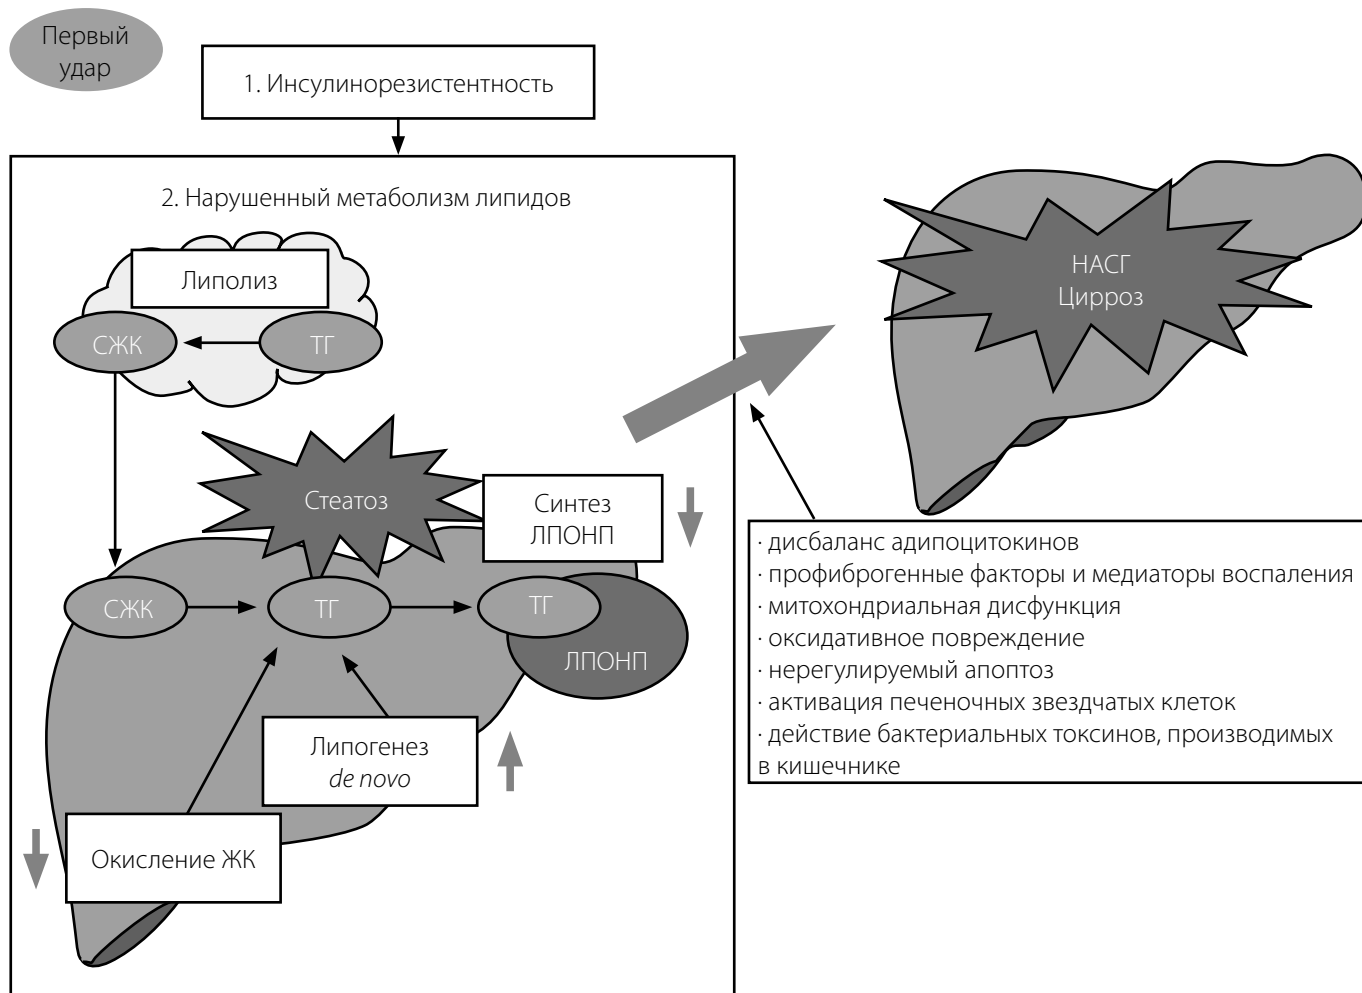 Первый
удар
1. Инсулинорезистентность
2. Нарушенный метаболизм липидов
Липолиз
СЖК
ТГ
НАСГ
Цирроз
Стеатоз
Синтез
ЛПОНП
СЖК
ТГ
ТГ
ЛПОНП
Липогенез
de novo
Окисление ЖК
· дисбаланс адипоцитокинов
· профиброгенные факторы и медиаторы воспаления
· митохондриальная дисфункция
· оксидативное повреждение
· нерегулируемый апоптоз
· активация печеночных звездчатых клеток
· действие бактериальных токсинов, производимых
в кишечнике